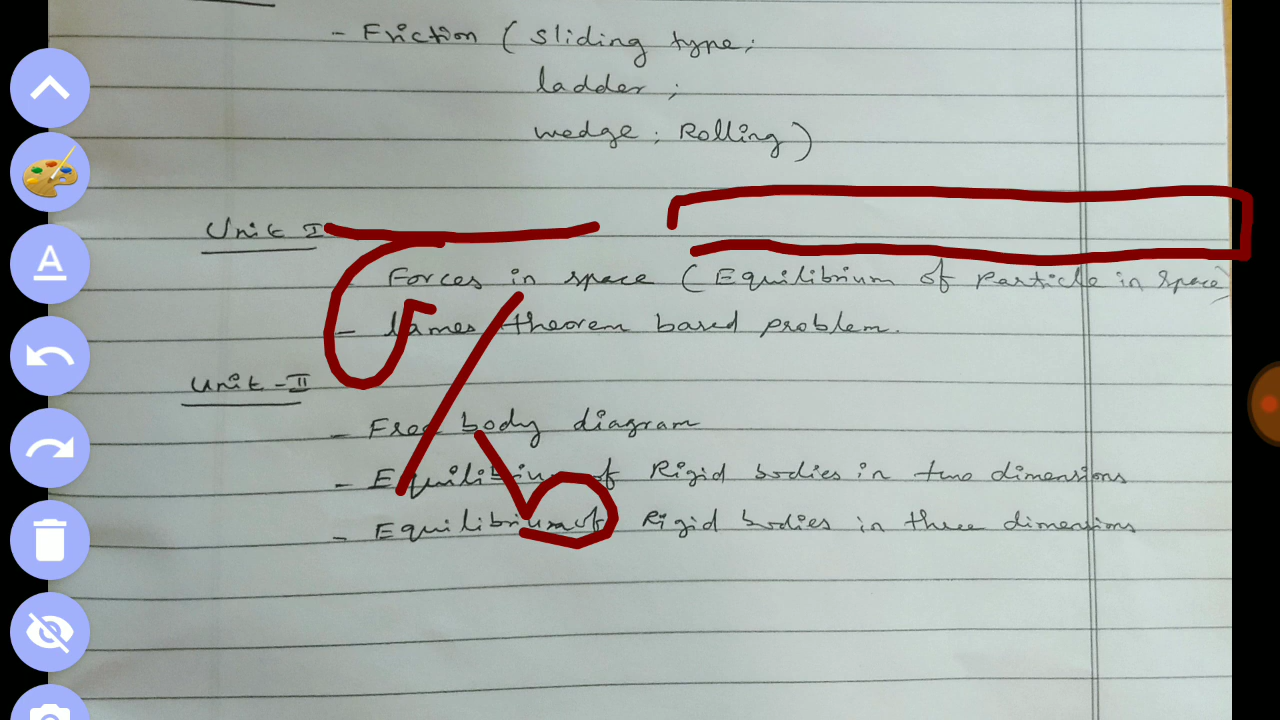 - Friction ( sliding type;
ladder ;
wedge ; Rolling )
Unit I
- Forces in space ( Equilibrium of Particle in Space )
- lames theorem based problem.
Unit - II
- Free body diagram
- Equilibrium of Rigid bodies in two dimensions
- Equilibrium of Rigid bodies in three dimensions
A